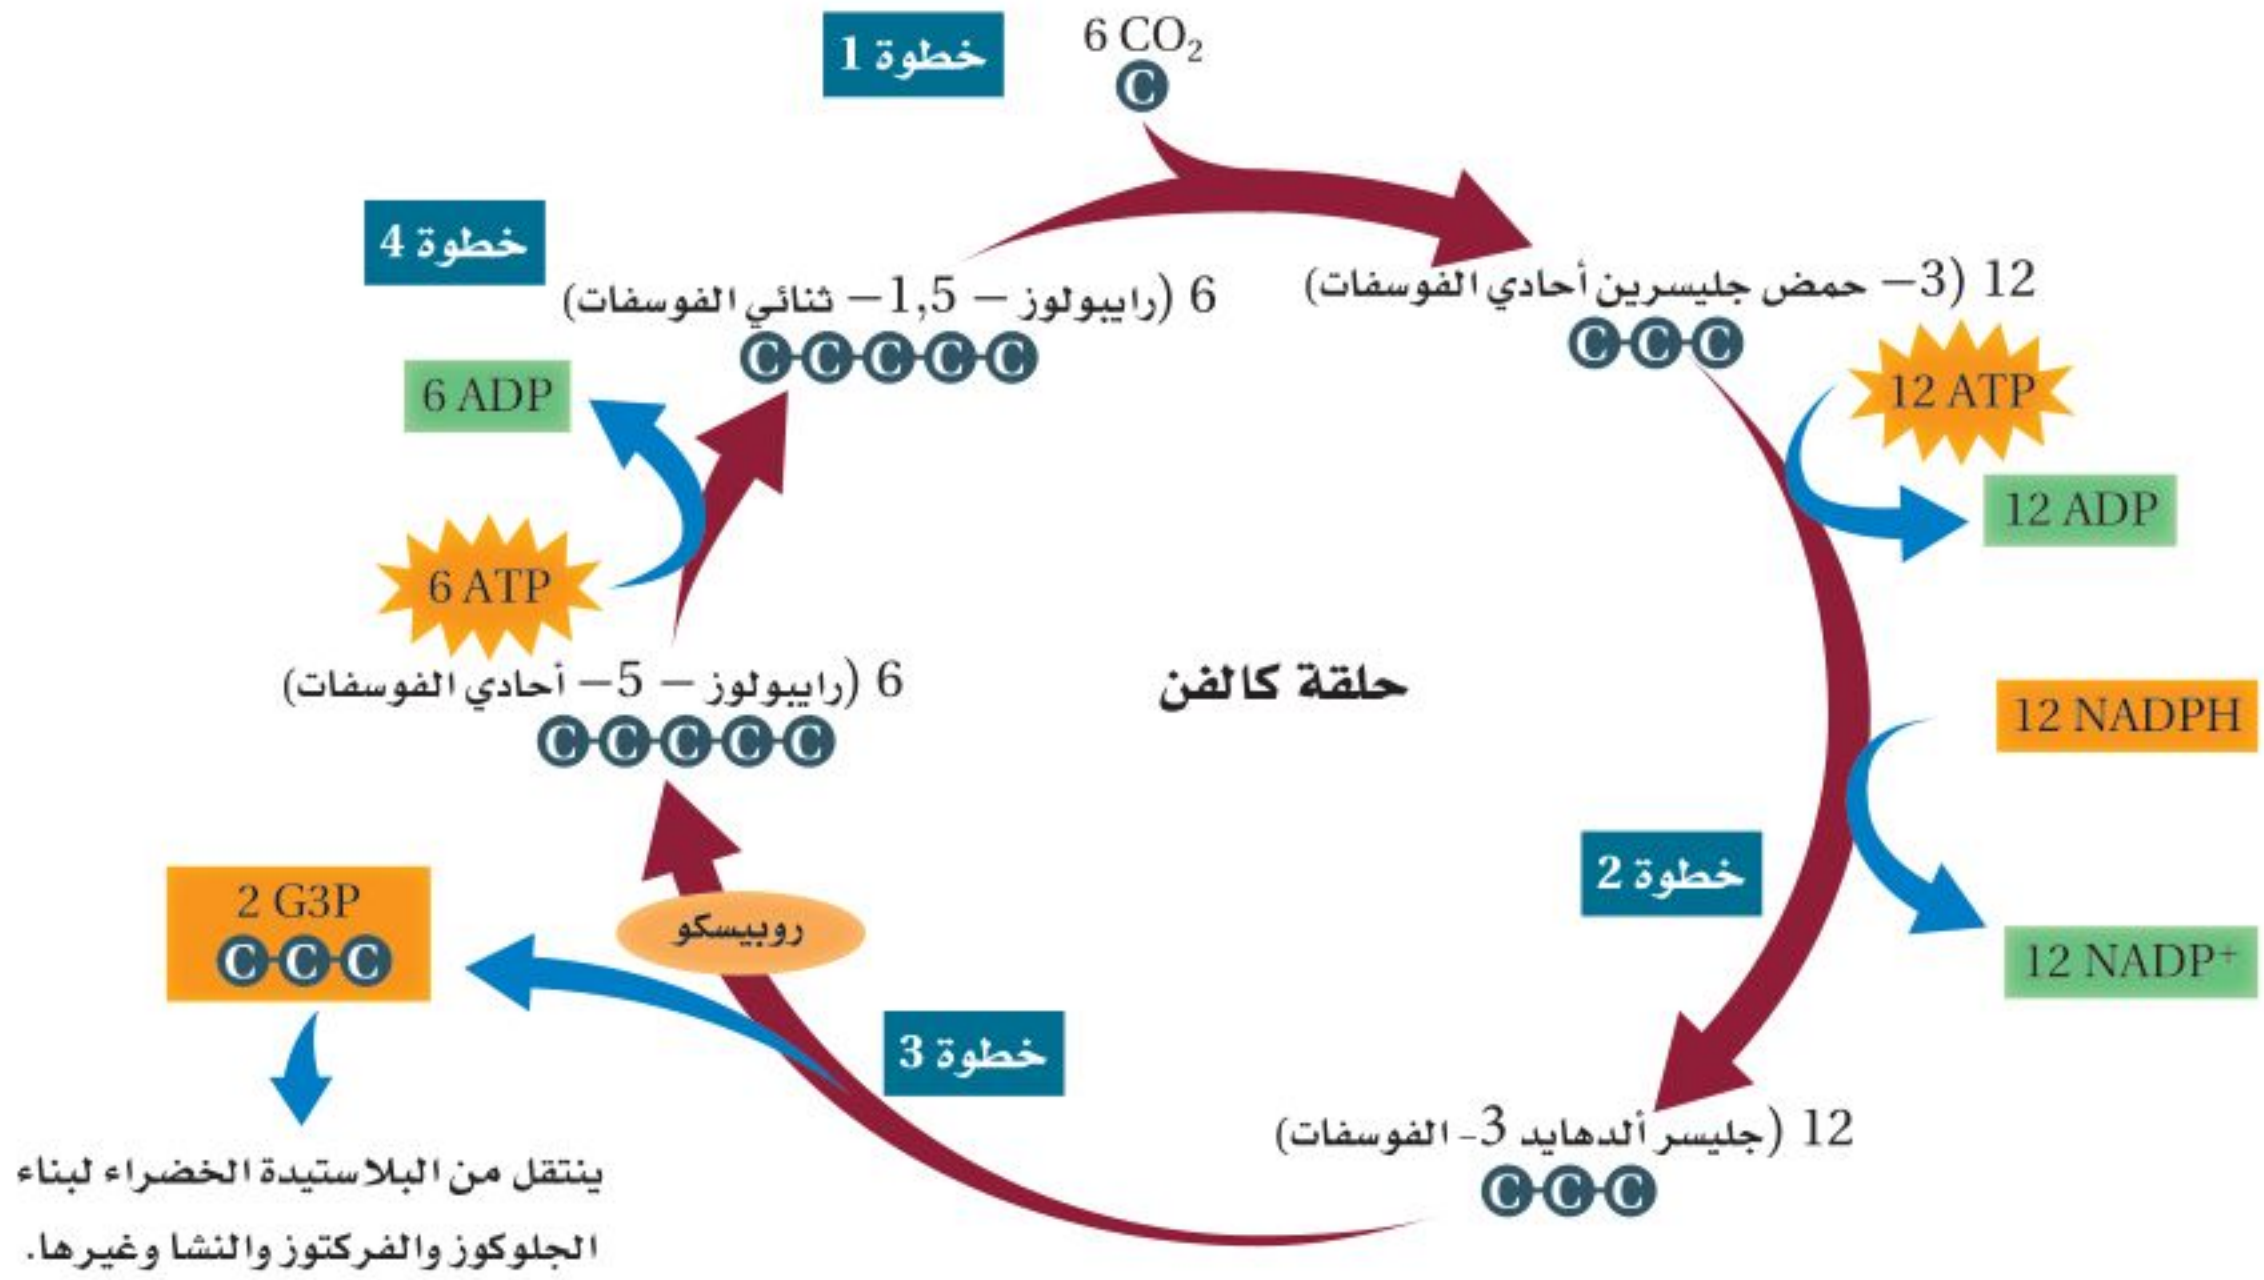 خطوة 1
6 CO₂
C
خطوة 4
6 (رايبولوز – 1,5– ثنائي الفوسفات)
C-C-C-C-C
12 (3– حمض جليسرين أحادي الفوسفات)
C-C-C
12 ATP
12 ADP
6 ADP
6 ATP
6 (رايبولوز – 5– أحادي الفوسفات)
C-C-C-C-C
حلقة كالفن
12 NADPH
خطوة 2
12 NADP⁺
2 G3P
C-C-C
روبيسكو
خطوة 3
12 (جليسر ألدهايد 3- الفوسفات)
C-C-C
ينتقل من البلاستيدة الخضراء لبناء
الجلوكوز والفركتوز والنشا وغيرها.